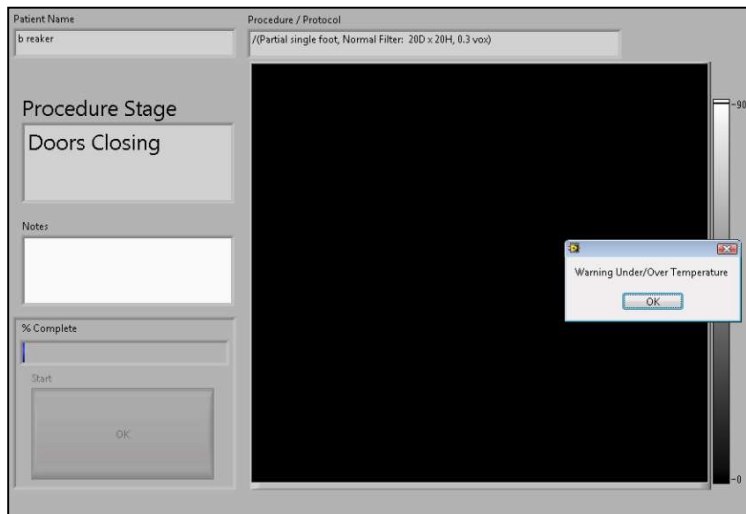 Patient Name
b reaker
Procedure / Protocol
/(Partial single foot, Normal Filter: 20D x 20H, 0.3 vox)
Procedure Stage
Doors Closing
Notes
% Complete
Start
OK
-90
Warning Under/Over Temperature
OK
-0